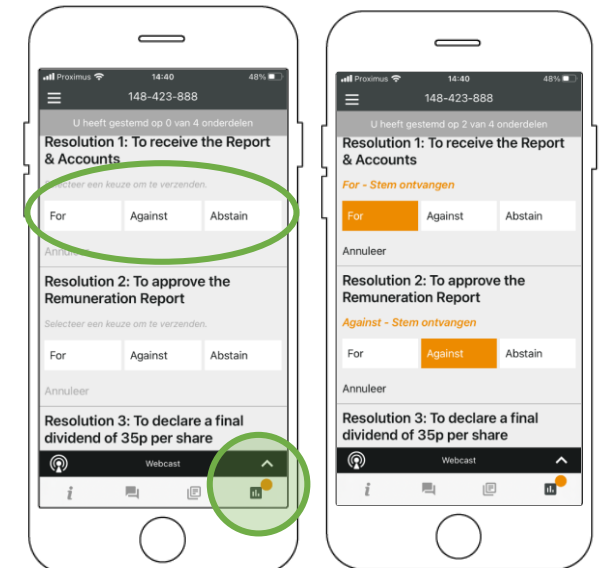 Proximus 14:40 48%
148-423-888
U heeft gestemd op 0 van 4 onderdelen
Resolution 1: To receive the Report
& Accounts
Selecteer een keuze om te verzenden.
For Against Abstain
Annuleer
Resolution 2: To approve the
Remuneration Report
Selecteer een keuze om te verzenden.
For Against Abstain
Annuleer
Resolution 3: To declare a final
dividend of 35p per share
Webcast
i
Proximus 14:40 48%
148-423-888
U heeft gestemd op 2 van 4 onderdelen
Resolution 1: To receive the Report
& Accounts
For - Stem ontvangen
For Against Abstain
Annuleer
Resolution 2: To approve the
Remuneration Report
Against - Stem ontvangen
For Against Abstain
Annuleer
Resolution 3: To declare a final
dividend of 35p per share
Webcast
i